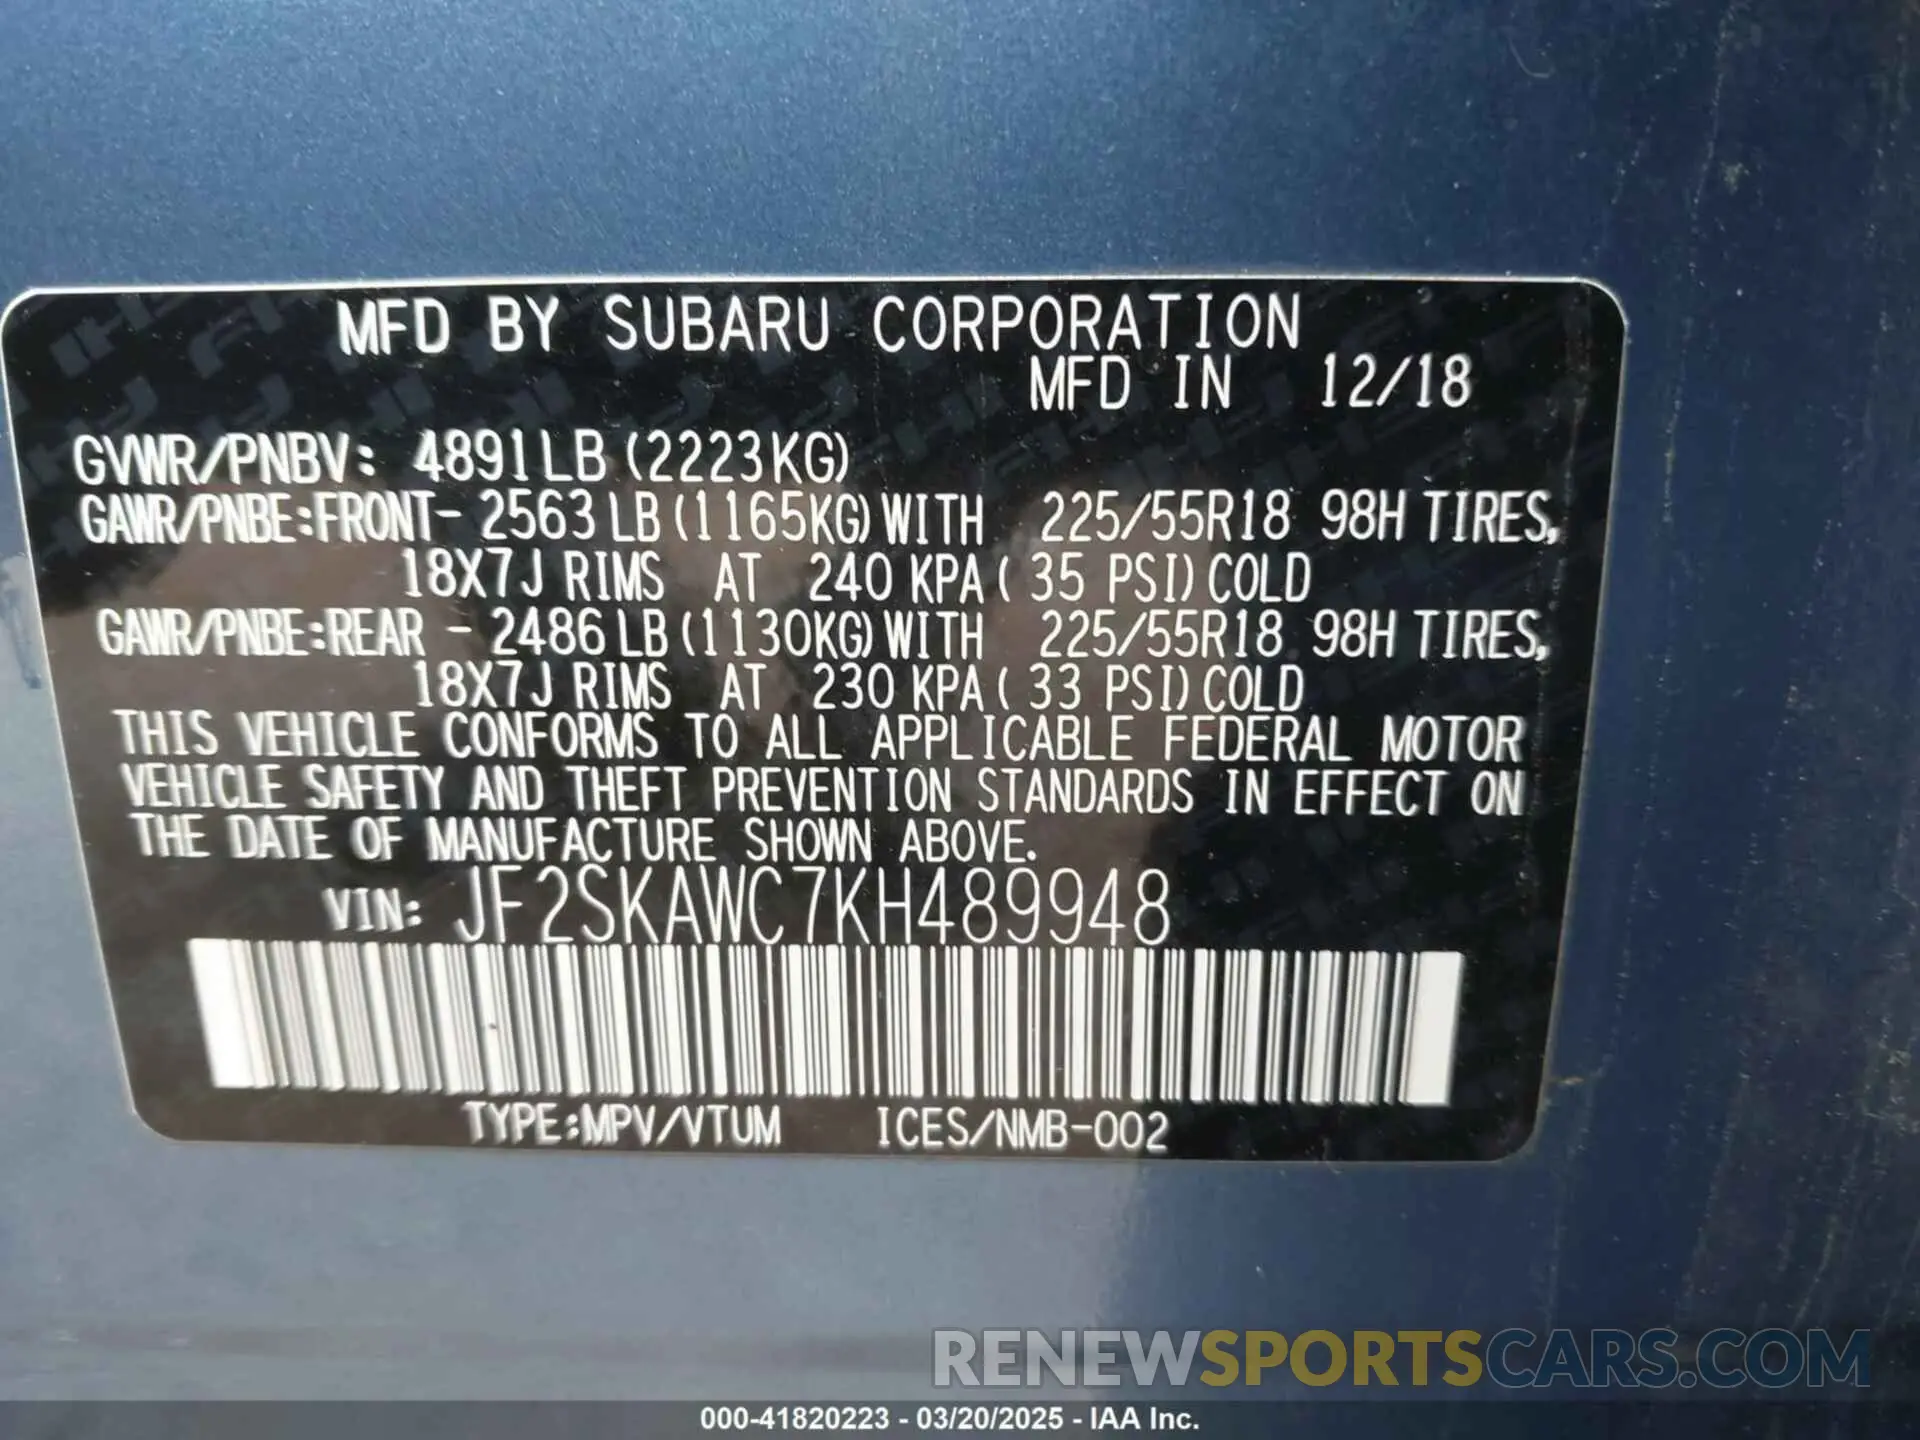 MFD BY SUBARU CORPORATION
MFD IN 12/18
GVWR/PNBV: 4891LB (2223KG)
GAWR/PNBE:FRONT- 2563 LB (1165KG) WITH 225/55R18 98H TIRES,
18X7J RIMS AT 240 KPA ( 35 PSI) COLD
GAWR/PNBE:REAR - 2486 LB (1130KG) WITH 225/55R18 98H TIRES,
18X7J RIMS AT 230 KPA ( 33 PSI) COLD
THIS VEHICLE CONFORMS TO ALL APPLICABLE FEDERAL MOTOR
VEHICLE SAFETY AND THEFT PREVENTION STANDARDS IN EFFECT ON
THE DATE OF MANUFACTURE SHOWN ABOVE.
VIN: JF2SKAWC7KH489948
TYPE:MPV/VTUM ICES/NMB-002
RENEWSPORTSCARS.COM
000-41820223 - 03/20/2025 - IAA Inc.